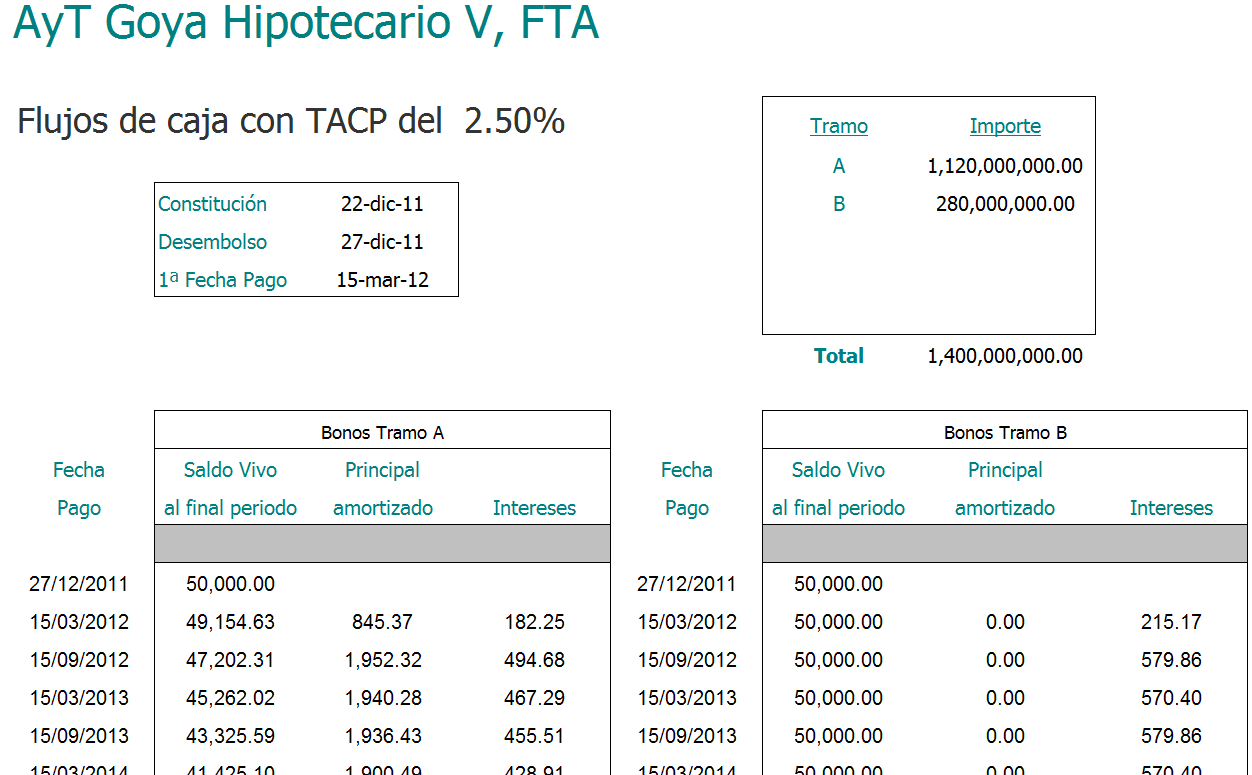 AyT Goya Hipotecario V, FTA
Flujos de caja con TACP del 2.50%
Tramo Importe
A 1,120,000,000.00
B 280,000,000.00
Total 1,400,000,000.00
Constitución 22-dic-11
Desembolso 27-dic-11
1ª Fecha Pago 15-mar-12
Bonos Tramo A Bonos Tramo B
Fecha Saldo Vivo Principal Fecha Saldo Vivo Principal
Pago al final periodo amortizado Intereses Pago al final periodo amortizado Intereses
27/12/2011 50,000.00 27/12/2011 50,000.00
15/03/2012 49,154.63 845.37 182.25 15/03/2012 50,000.00 0.00 215.17
15/09/2012 47,202.31 1,952.32 494.68 15/09/2012 50,000.00 0.00 579.86
15/03/2013 45,262.02 1,940.28 467.29 15/03/2013 50,000.00 0.00 570.40
15/09/2013 43,325.59 1,936.43 455.51 15/09/2013 50,000.00 0.00 579.86
15/03/2014 41,425.10 1,900.49 428.91 15/03/2014 50,000.00 0.00 570.40